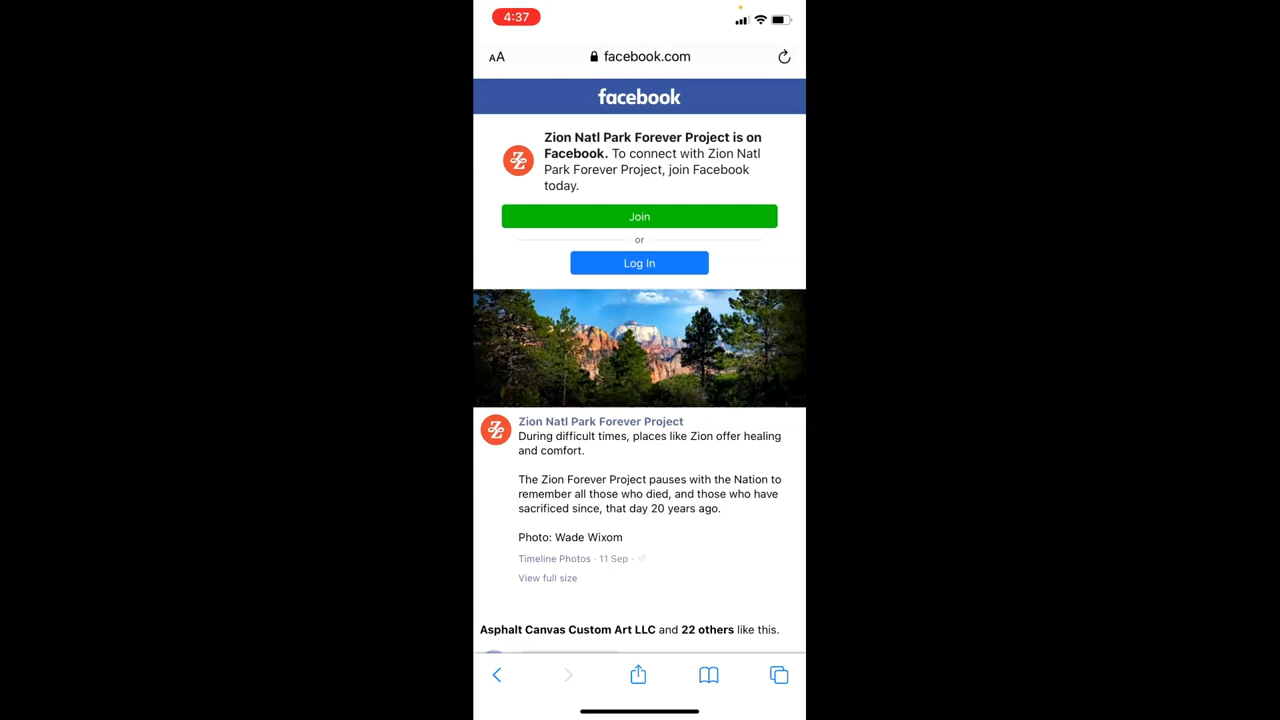 4:37
AA
facebook.com
facebook
Zion Natl Park Forever Project is on
Facebook. To connect with Zion Natl
Park Forever Project, join Facebook
today.
Join
or
Log In
Zion Natl Park Forever Project
During difficult times, places like Zion offer healing
and comfort.
The Zion Forever Project pauses with the Nation to
remember all those who died, and those who have
sacrificed since, that day 20 years ago.
Photo: Wade Wixom
Timeline Photos · 11 Sep ·
View full size
Asphalt Canvas Custom Art LLC and 22 others like this.